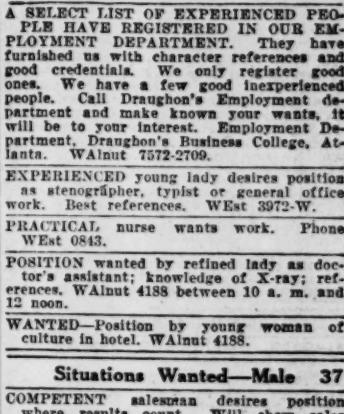 A SELECT LIST OF EXPERIENCED PEO-
PLE HAVE REGISTERED IN OUR EM-
PLOYMENT DEPARTMENT. They have
furnished us with character references and
good credentials. We only register good
ones. We have a few good inexperienced
people. Call Draughon's Employment de-
partment and make known your wants, it
will be to your interest. Employment De-
partment, Draughon's Business College, At-
lanta. WAlnut 7572-2709.
EXPERIENCED young lady desires position
as stenographer, typist or general office
work. Best references. WEst 3972-W.
PRACTICAL nurse wants work. Phone
WEst 0843.
POSITION wanted by refined lady as doc-
tor's assistant; knowledge of X-ray; ref-
erences. WAlnut 4188 between 10 a. m. and
12 noon.
WANTED—Position by young woman of
culture in hotel. WAlnut 4188.
Situations Wanted—Male 37
COMPETENT salesman desires position
where results count. Will